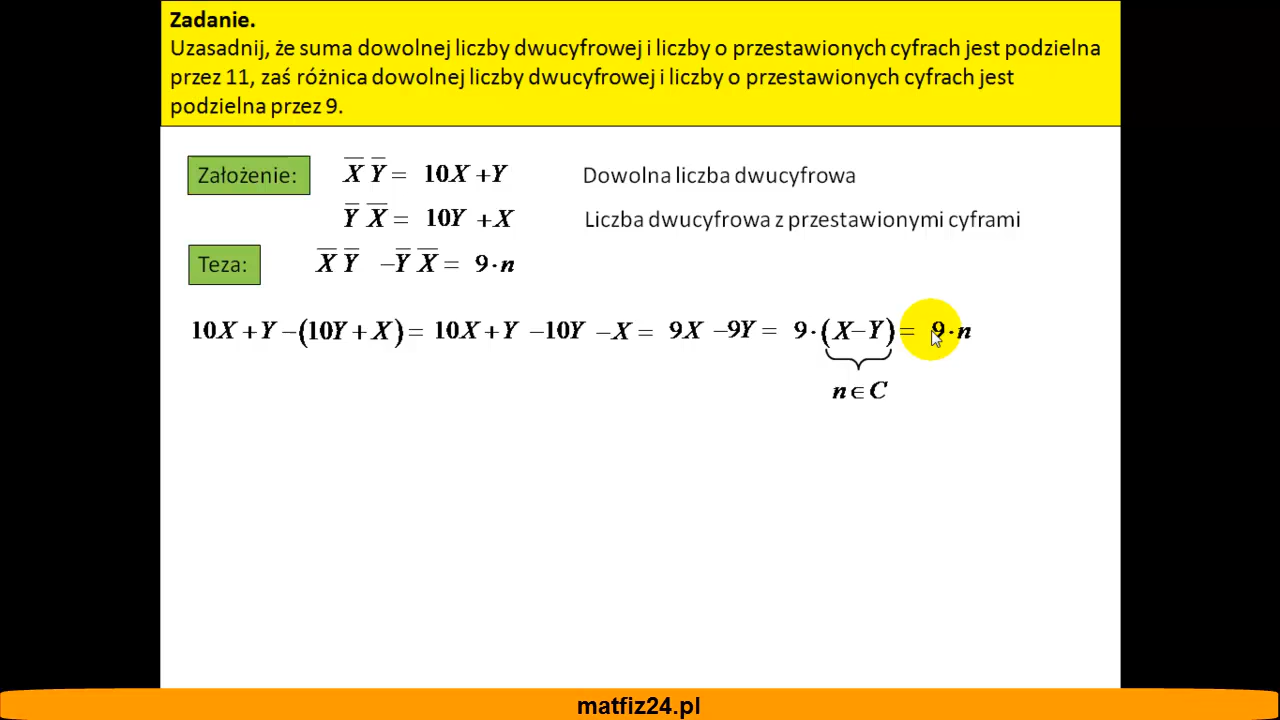 Zadanie.
Uzasadnij, że suma dowolnej liczby dwucyfrowej i liczby o przestawionych cyfrach jest podzielna
przez 11, zaś różnica dowolnej liczby dwucyfrowej i liczby o przestawionych cyfrach jest
podzielna przez 9.
Założenie: X̅ Y̅ = 10X + Y Dowolna liczba dwucyfrowa
Y̅ X̅ = 10Y + X Liczba dwucyfrowa z przestawionymi cyframi
Teza: X̅ Y̅ − Y̅ X̅ = 9·n
10X + Y − (10Y + X) = 10X + Y − 10Y − X = 9X − 9Y = 9·(X − Y) = 9·n
n ∈ C
matfiz24.pl